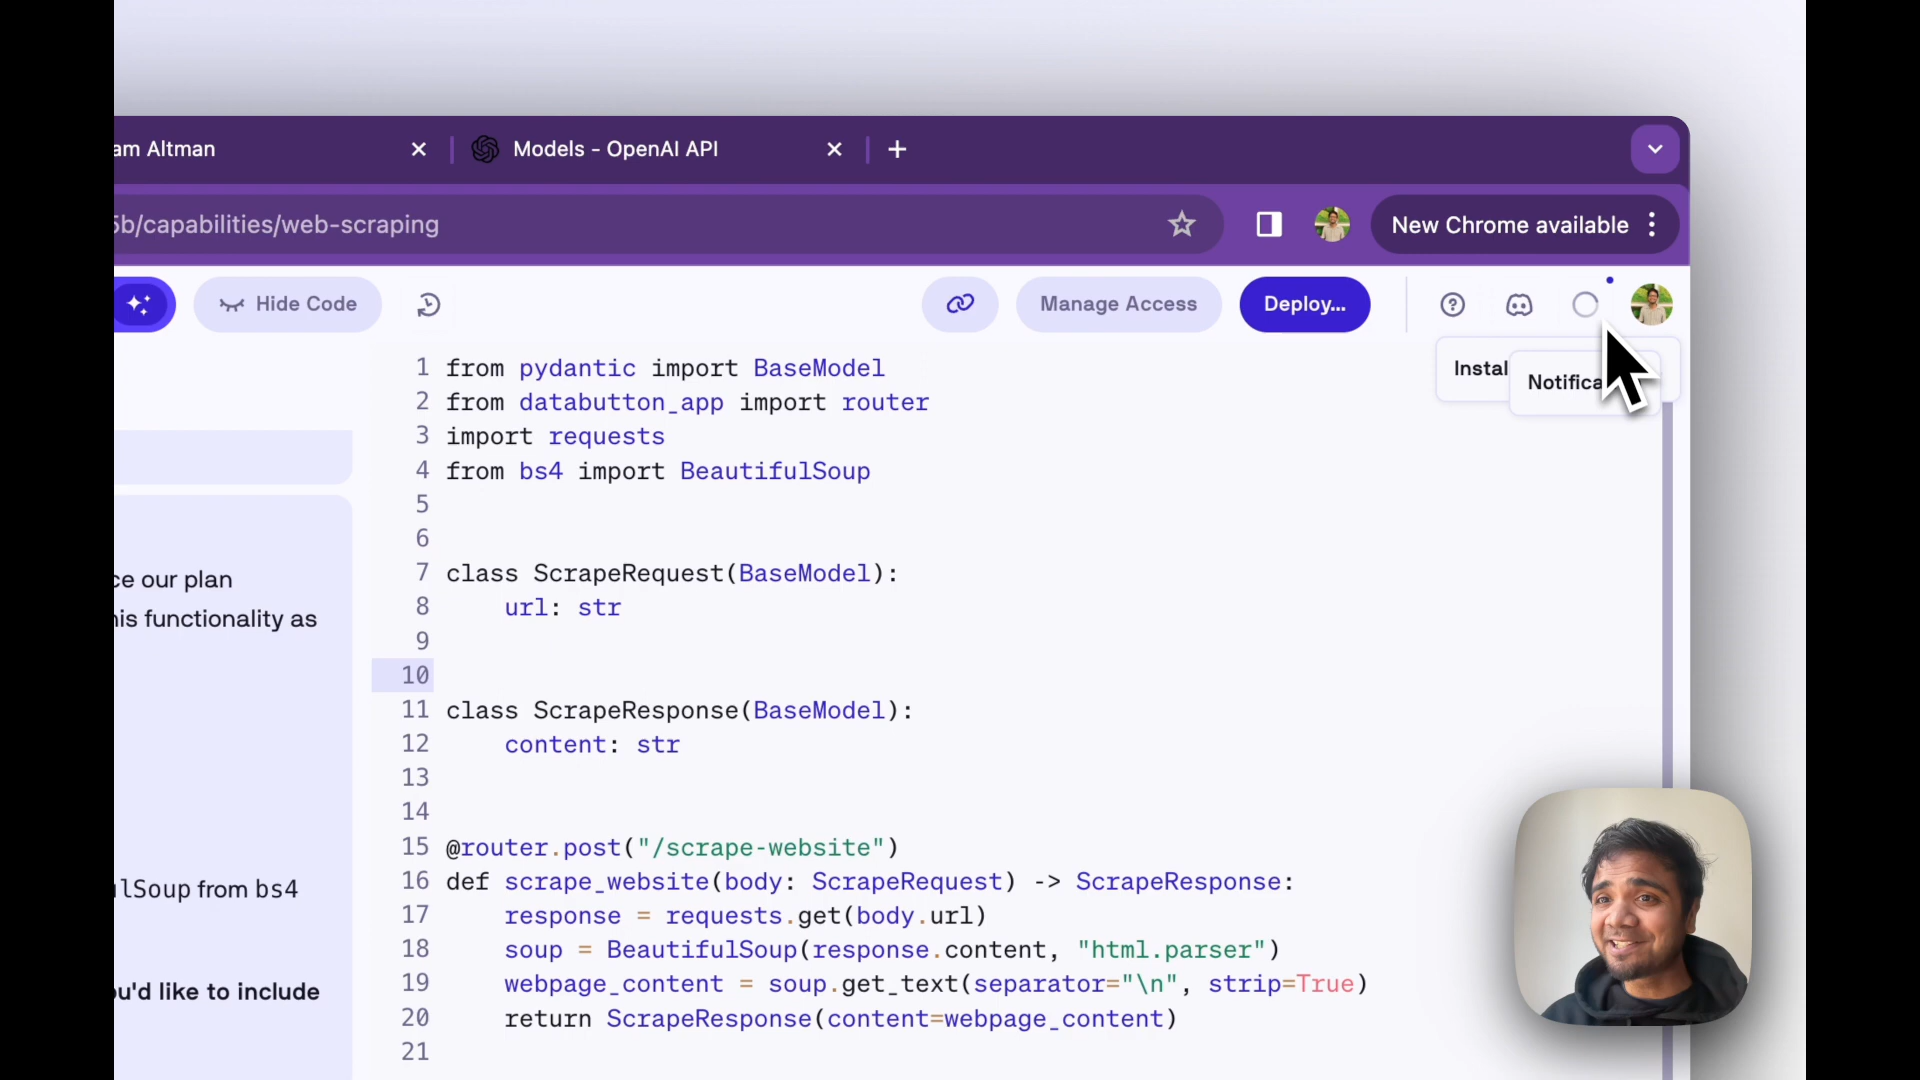 am Altman
Models - OpenAI API
5b/capabilities/web-scraping
New Chrome available
Hide Code
Manage Access
Deploy...
Instal
Notifica
ce our plan
his functionality as
lSoup from bs4
ou'd like to include
1 from pydantic import BaseModel
2 from databutton_app import router
3 import requests
4 from bs4 import BeautifulSoup
5
6
7 class ScrapeRequest(BaseModel):
8     url: str
9
10
11 class ScrapeResponse(BaseModel):
12     content: str
13
14
15 @router.post("/scrape-website")
16 def scrape_website(body: ScrapeRequest) -> ScrapeResponse:
17     response = requests.get(body.url)
18     soup = BeautifulSoup(response.content, "html.parser")
19     webpage_content = soup.get_text(separator="\n", strip=True)
20     return ScrapeResponse(content=webpage_content)
21